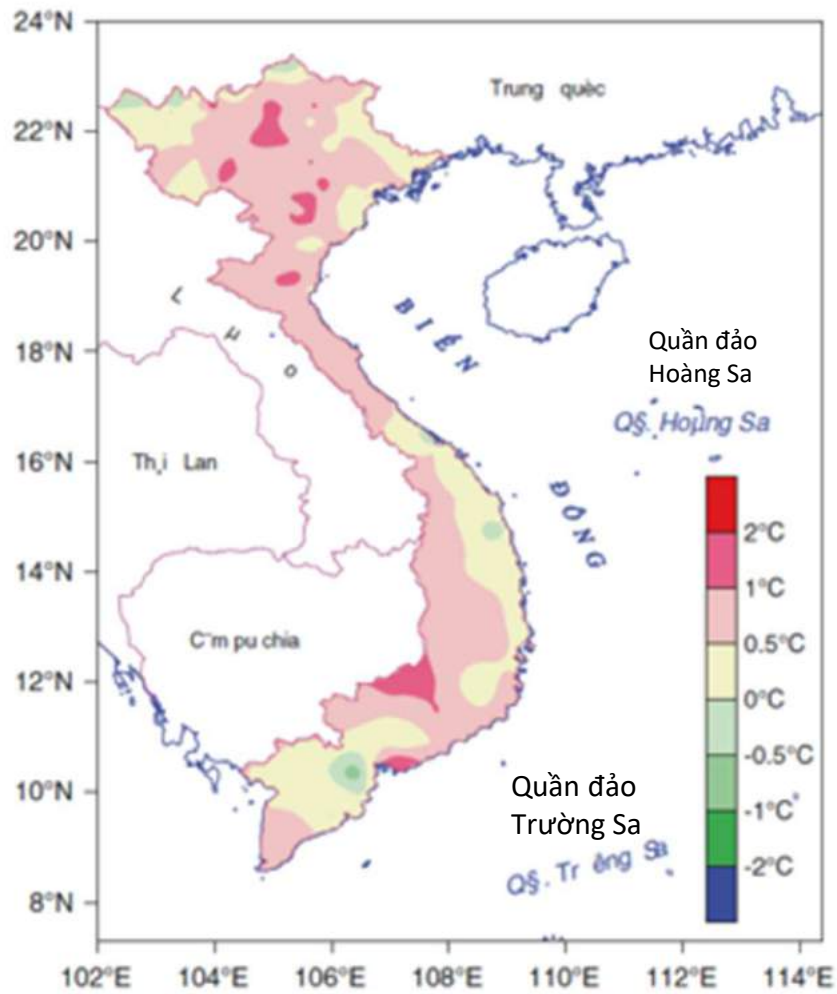 24°N
Trung quèc
22°N
20°N
L µ o
BIỂN
18°N
Quần đảo
Hoàng Sa
Q§. Hoµng Sa
16°N
Th¸i Lan
ĐÔNG
2°C
14°N
1°C
C¨m pu chia
0.5°C
12°N
0°C
-0.5°C
10°N
Quần đảo
Trường Sa
-1°C
Q§. Tr êng Sa
-2°C
8°N
102°E 104°E 106°E 108°E 110°E 112°E 114°E